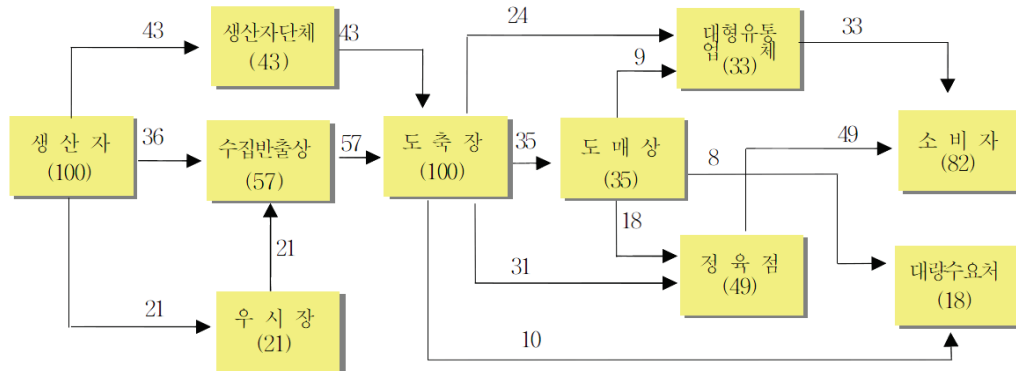 24
43
생산자단체
(43)
43
9
대형유통
업 체
(33)
33
생 산 자
(100)
36
수집반출상
(57)
57
도 축 장
(100)
35
도 매 상
(35)
8
49
소 비 자
(82)
18
21
31
정 육 점
(49)
대량수요처
(18)
21
우 시 장
(21)
10